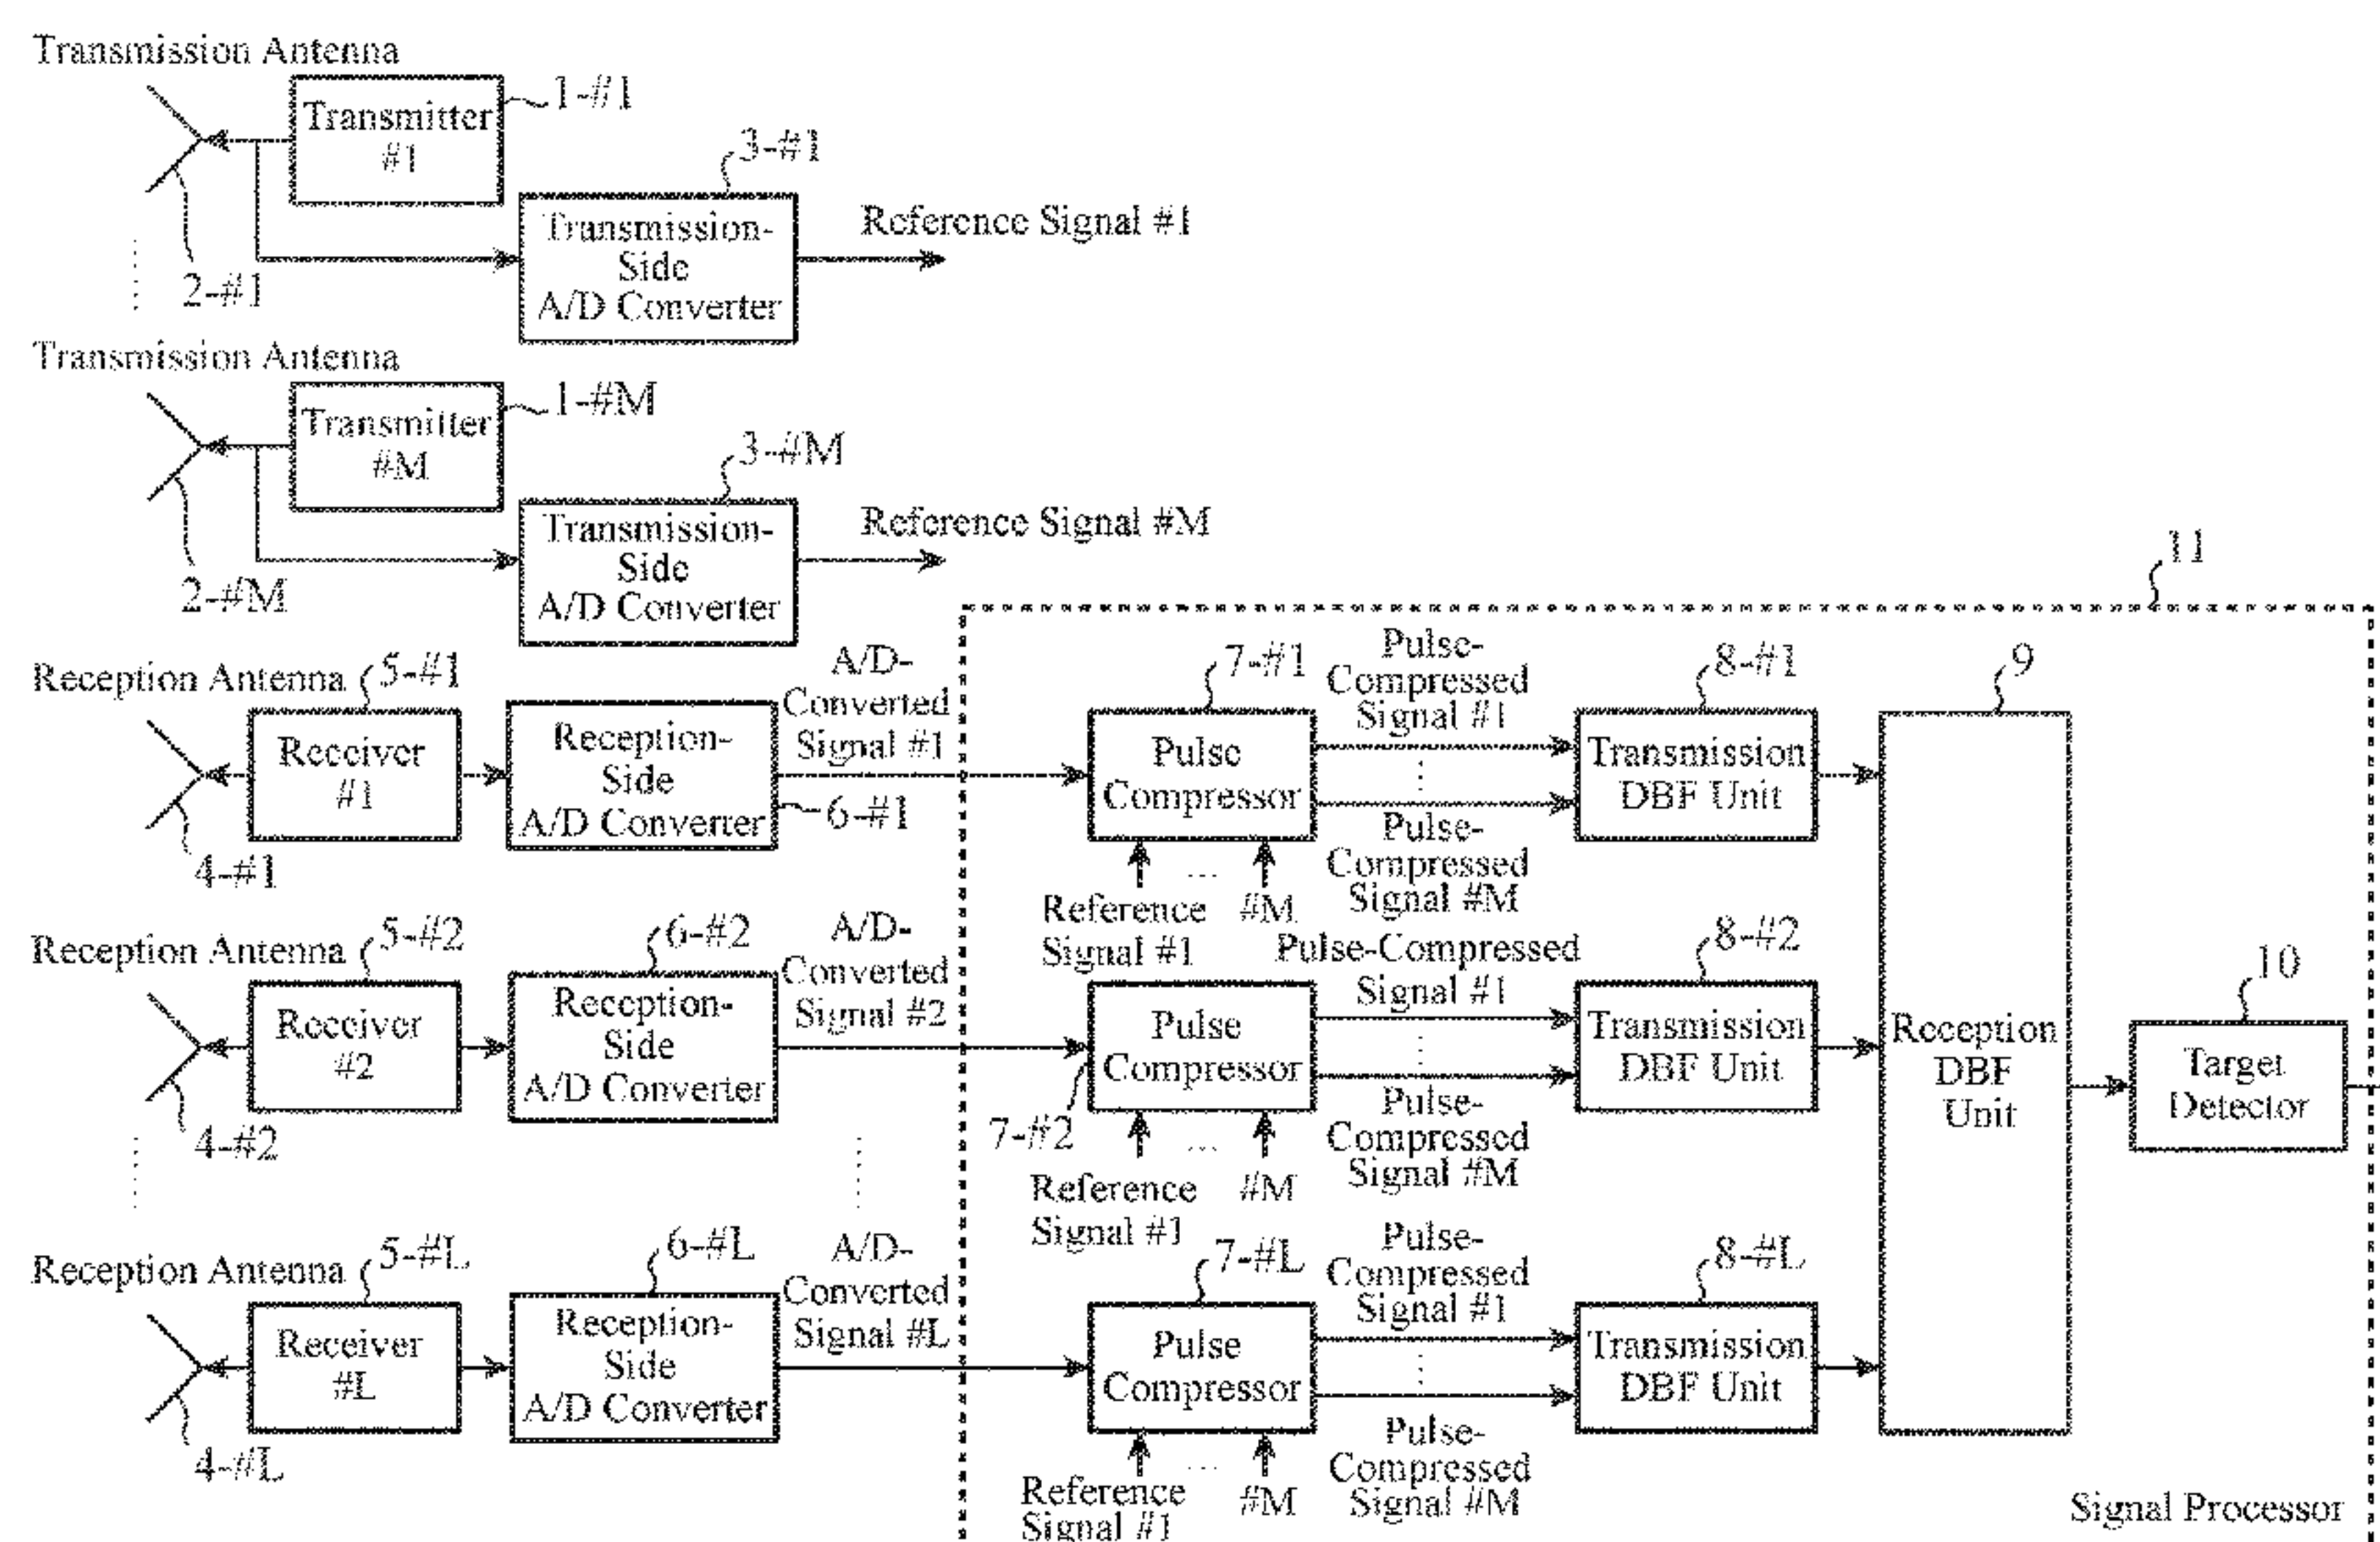 Transmission Antenna
1-#1
Transmitter
#1
3-#1
2-#1
Transmission-
Side
A/D Converter
Reference Signal #1
Transmission Antenna
1-#M
Transmitter
#M
3-#M
2-#M
Transmission-
Side
A/D Converter
Reference Signal #M
11
Reception Antenna
5-#1
Receiver
#1
4-#1
Reception-
Side
A/D Converter
6-#1
A/D-
Converted
Signal #1
7-#1
Pulse
Compressor
Reference
Signal #1
...
#M
Pulse-
Compressed
Signal #1
Pulse-
Compressed
Signal #M
8-#1
Transmission
DBF Unit
9
Reception
DBF
Unit
10
Target
Detector
Reception Antenna
5-#2
Receiver
#2
4-#2
6-#2
Reception-
Side
A/D Converter
A/D-
Converted
Signal #2
Pulse
Compressor
7-#2
Reference
Signal #1
...
#M
Pulse-Compressed
Signal #1
Pulse-
Compressed
Signal #M
8-#2
Transmission
DBF Unit
Reception Antenna
5-#L
Receiver
#L
4-#L
6-#L
Reception-
Side
A/D Converter
A/D-
Converted
Signal #L
7-#L
Pulse
Compressor
Reference
Signal #1
...
#M
Pulse-
Compressed
Signal #1
Pulse-
Compressed
Signal #M
8-#L
Transmission
DBF Unit
Signal Processor